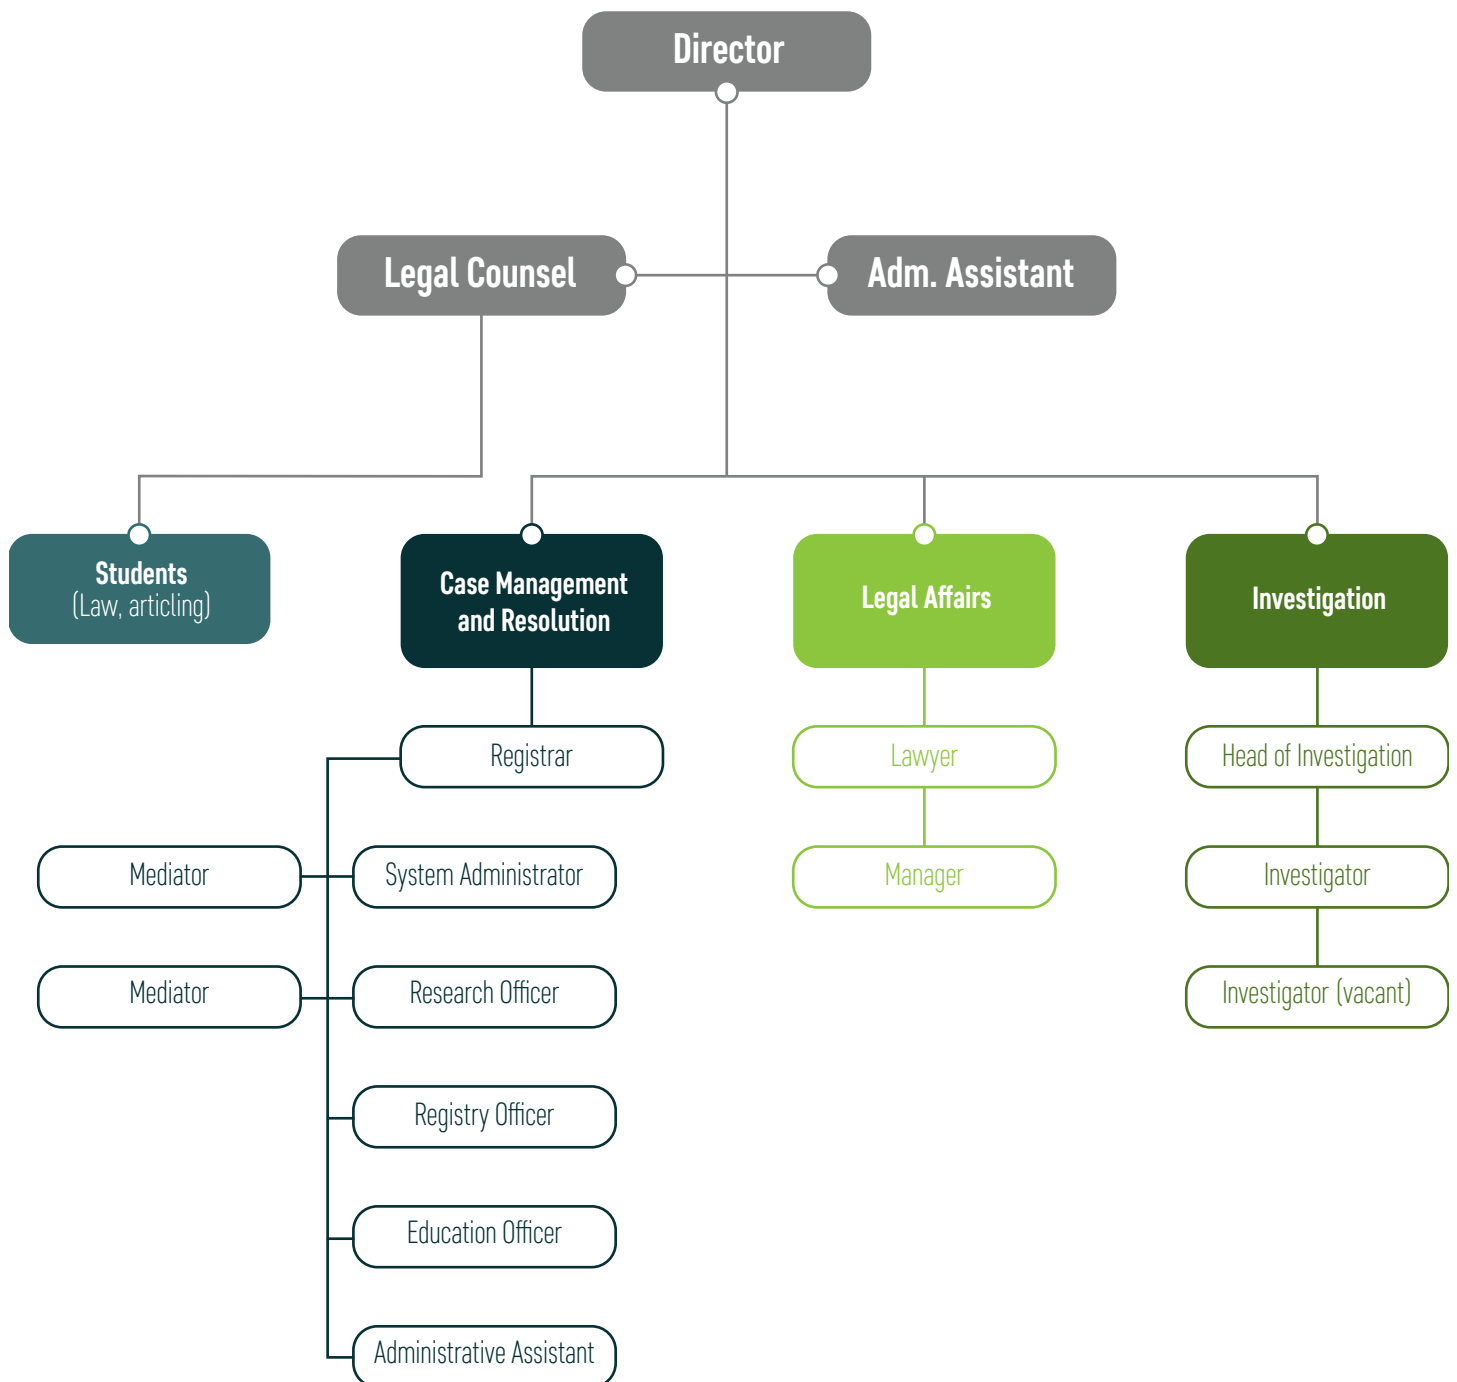 Director
Legal Counsel
Adm. Assistant
Students
(Law, articling)
Case Management
and Resolution
Legal Affairs
Investigation
Registrar
Lawyer
Head of Investigation
Mediator
System Administrator
Manager
Investigator
Mediator
Research Officer
Investigator (vacant)
Registry Officer
Education Officer
Administrative Assistant